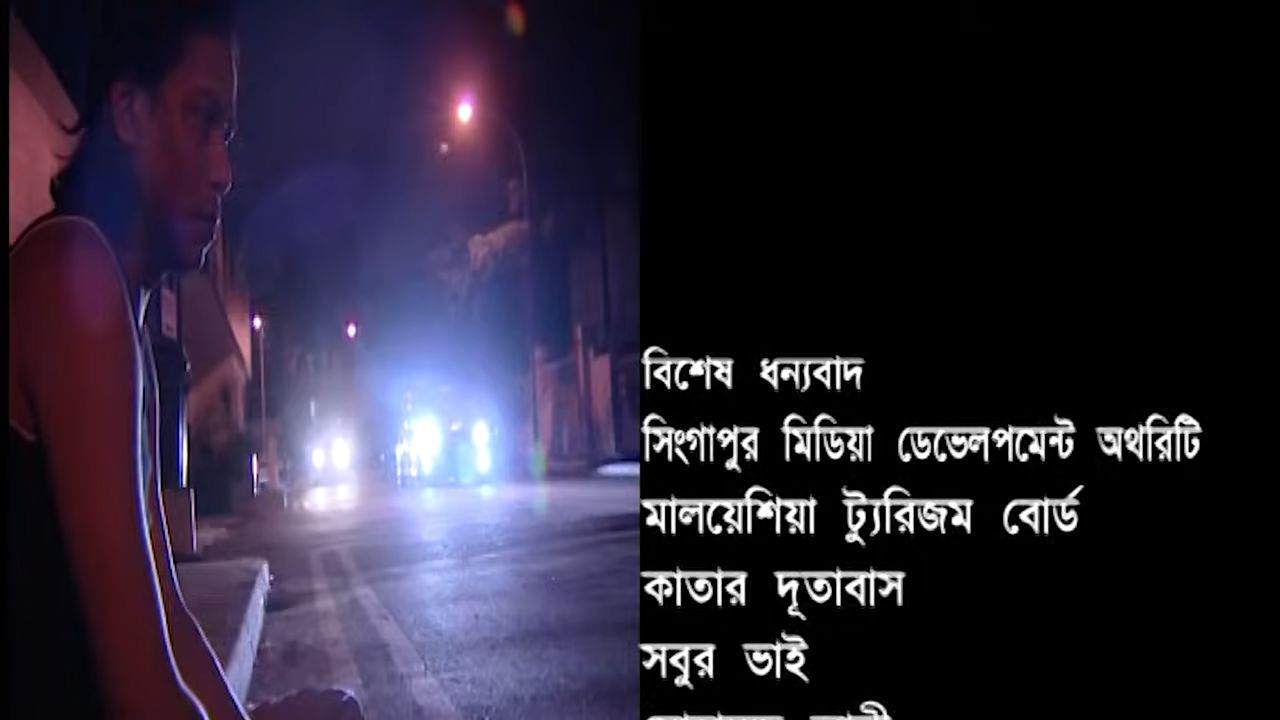 বিশেষ ধন্যবাদ
সিংগাপুর মিডিয়া ডেভেলপমেন্ট অথরিটি
মালয়েশিয়া ট্যুরিজম বোর্ড
কাতার দূতাবাস
সবুর ভাই